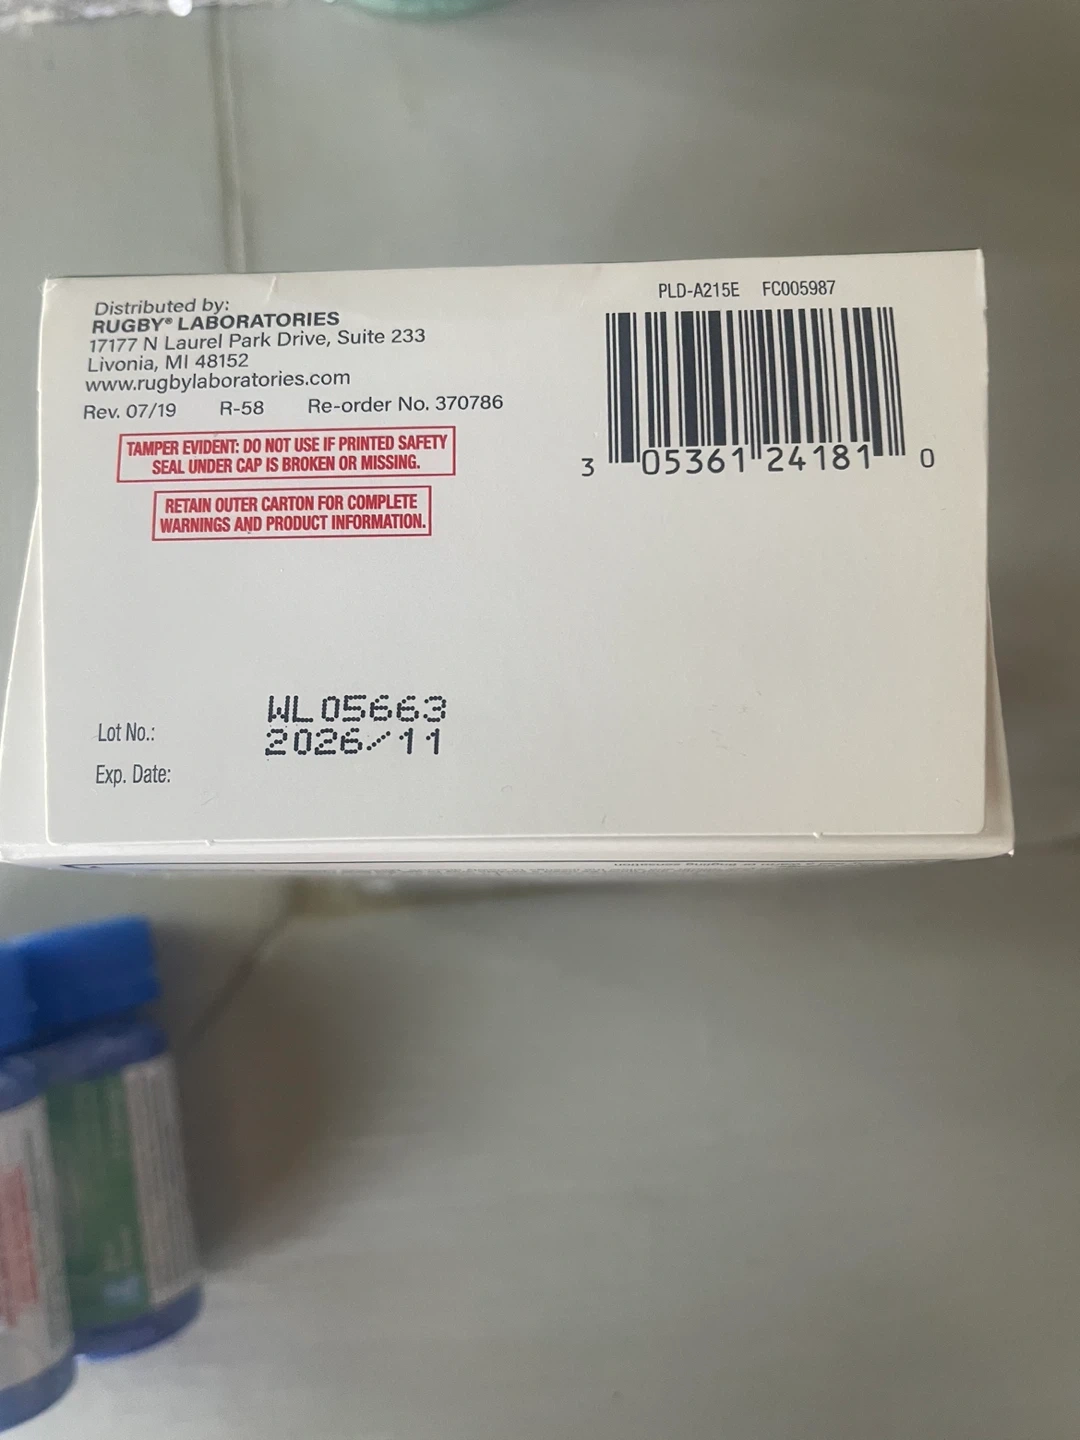 Distributed by:
RUGBY® LABORATORIES
17177 N Laurel Park Drive, Suite 233
Livonia, MI 48152
www.rugbylaboratories.com
Rev. 07/19 R-58 Re-order No. 370786
TAMPER EVIDENT: DO NOT USE IF PRINTED SAFETY
SEAL UNDER CAP IS BROKEN OR MISSING.
RETAIN OUTER CARTON FOR COMPLETE
WARNINGS AND PRODUCT INFORMATION.
PLD-A215E FC005987
3 05361 24181 0
Lot No.: WL05663
Exp. Date: 2026/11